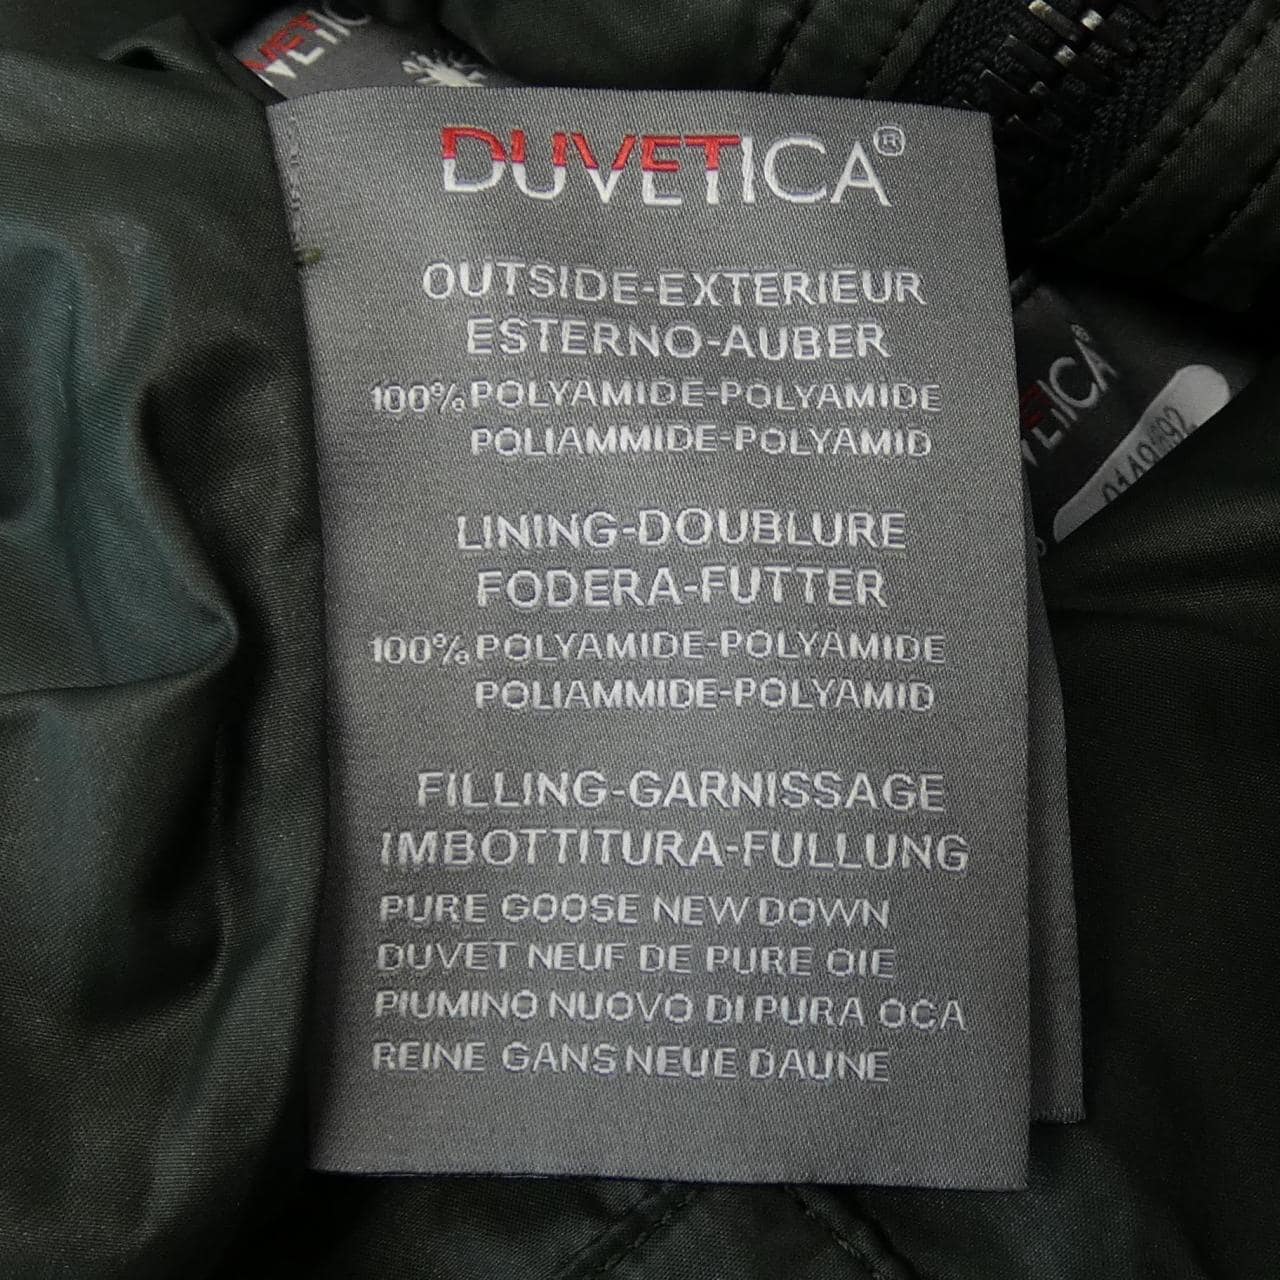 DUVETICA®
OUTSIDE-EXTERIEUR
ESTERNO-AUBER
100% POLYAMIDE-POLYAMIDE
POLIAMMIDE-POLYAMID
LINING-DOUBLURE
FODERA-FUTTER
100% POLYAMIDE-POLYAMIDE
POLIAMMIDE-POLYAMID
FILLING-GARNISSAGE
IMBOTTITURA-FULLUNG
PURE GOOSE NEW DOWN
DUVET NEUF DE PURE OIE
PIUMINO NUOVO DI PURA OCA
REINE GANS NEUE DAUNE